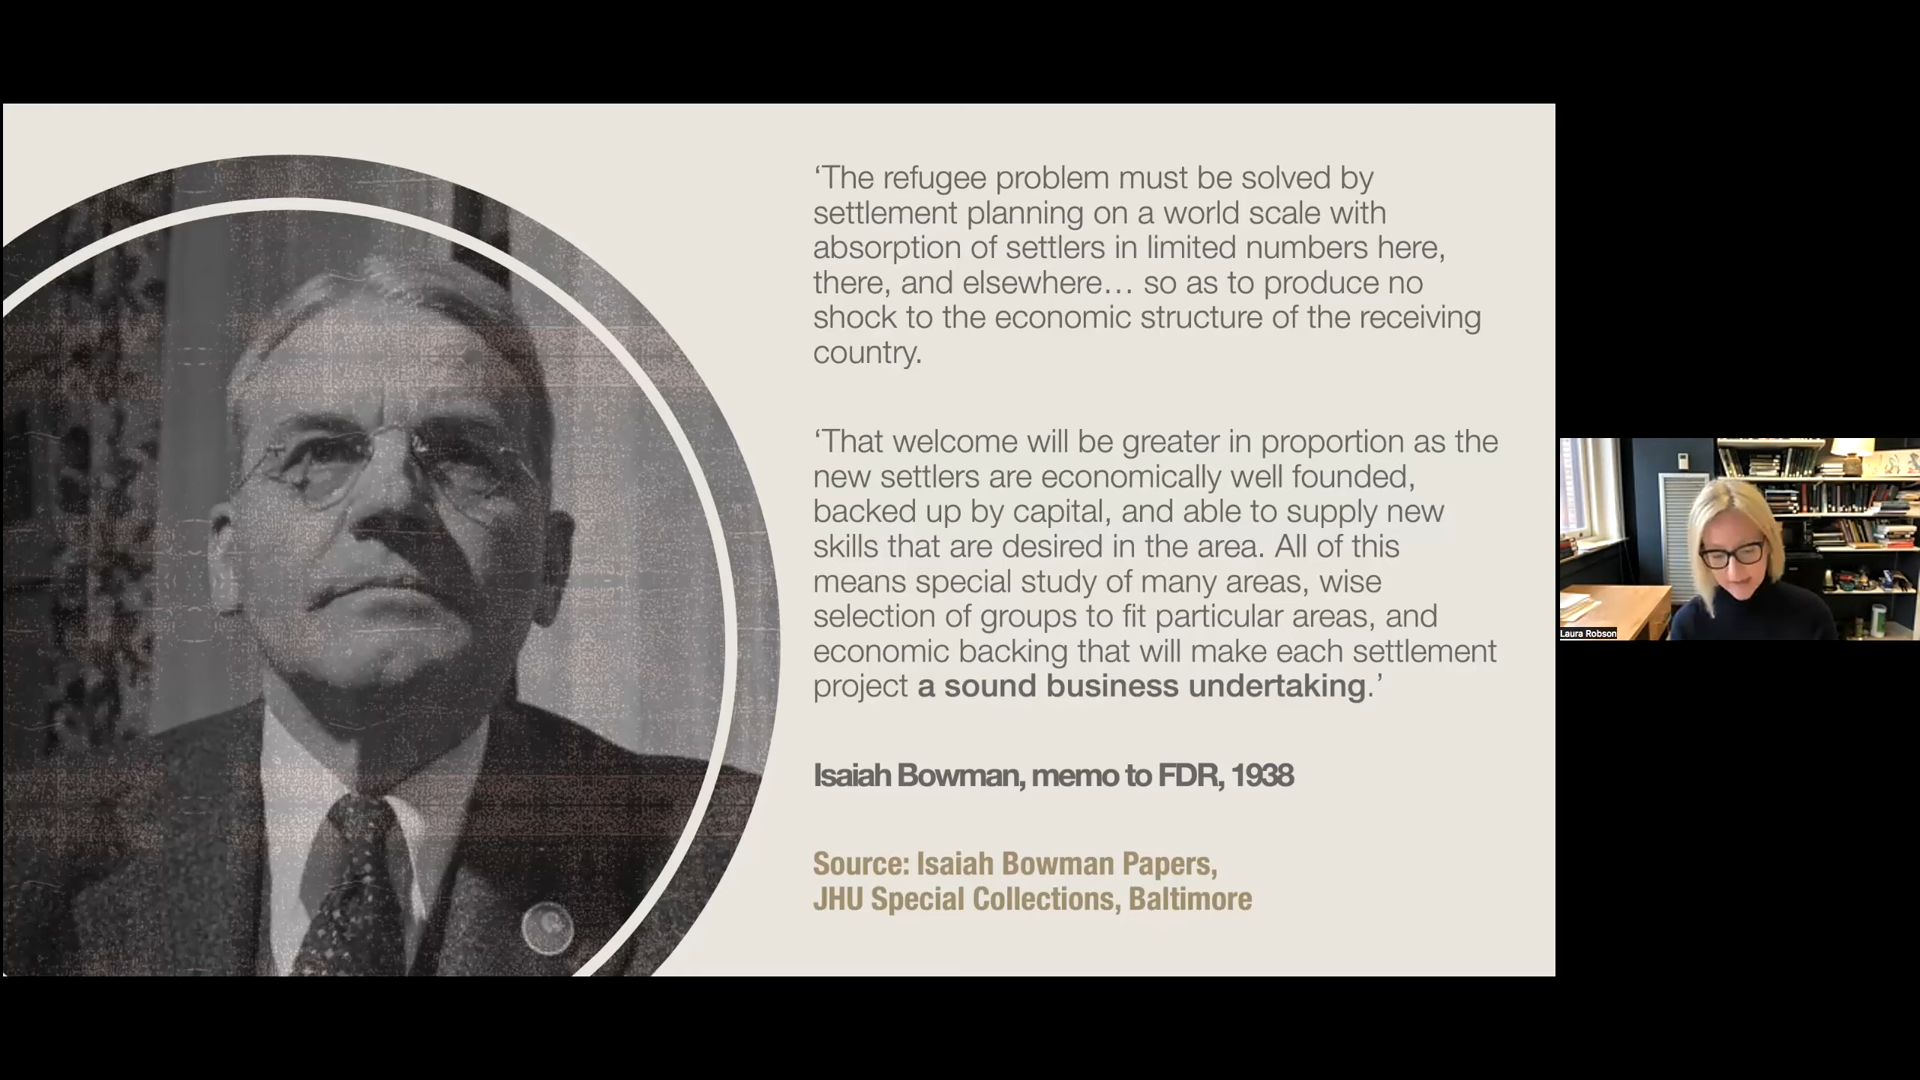 ‘The refugee problem must be solved by
settlement planning on a world scale with
absorption of settlers in limited numbers here,
there, and elsewhere… so as to produce no
shock to the economic structure of the receiving
country.
‘That welcome will be greater in proportion as the
new settlers are economically well founded,
backed up by capital, and able to supply new
skills that are desired in the area. All of this
means special study of many areas, wise
selection of groups to fit particular areas, and
economic backing that will make each settlement
project a sound business undertaking.’
Isaiah Bowman, memo to FDR, 1938
Source: Isaiah Bowman Papers,
JHU Special Collections, Baltimore
Laura Robson